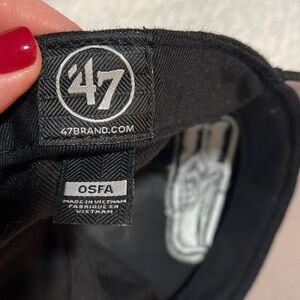 '47
47BRAND.COM
OSFA
MADE IN VIETNAM
FABRIQUE EN
VIETNAM